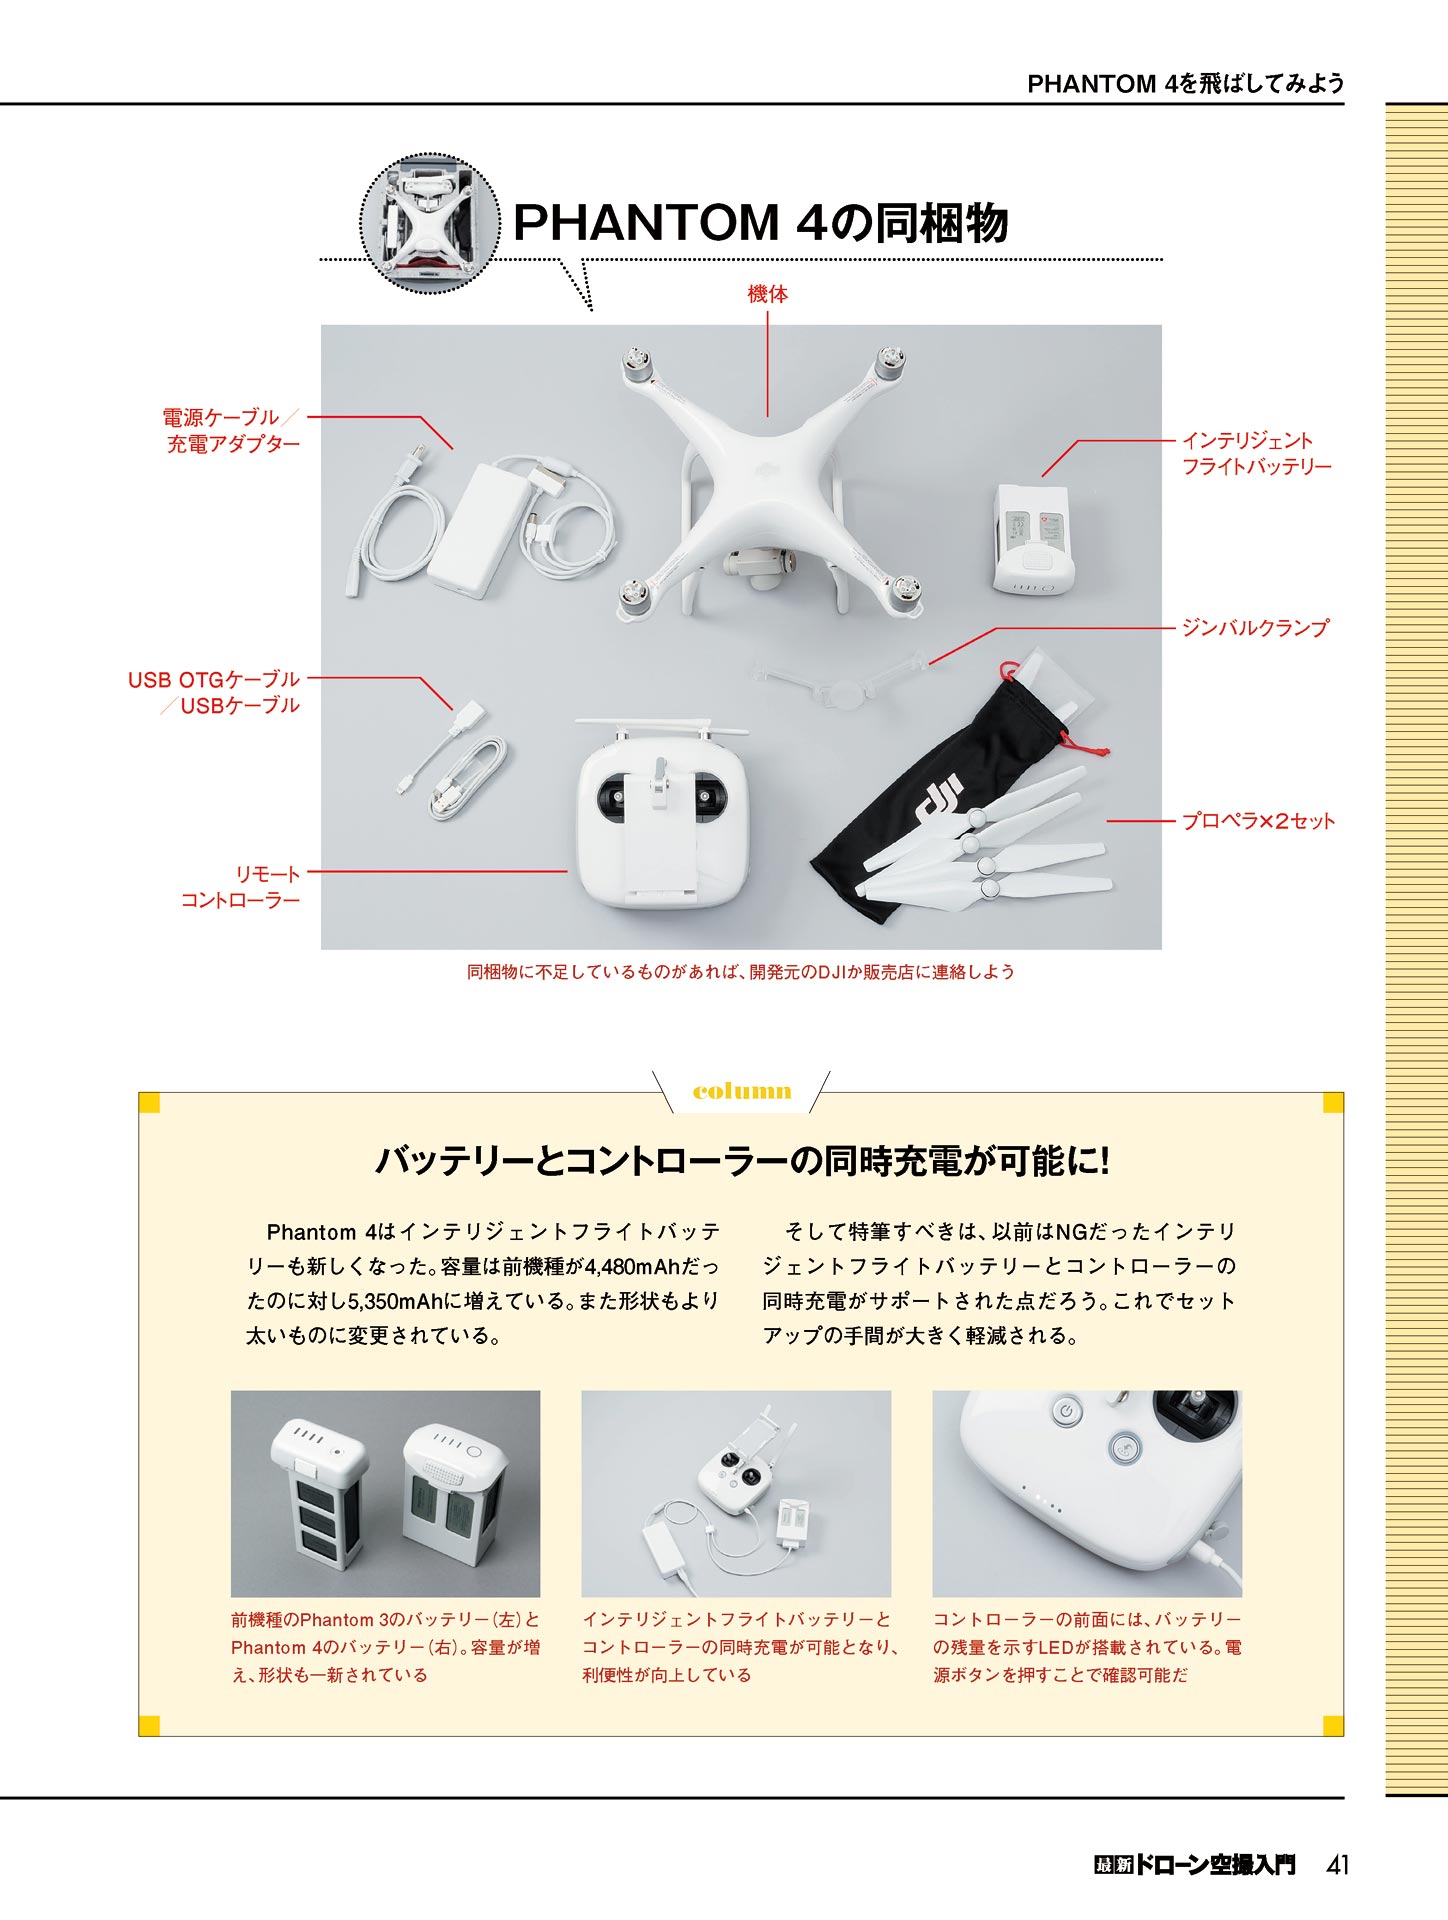 PHANTOM 4を飛ばしてみよう
PHANTOM 4の同梱物
機体
電源ケーブル／
充電アダプター
インテリジェント
フライトバッテリー
ジンバルクランプ
USB OTGケーブル
／USBケーブル
プロペラ×2セット
リモート
コントローラー
dji
同梱物に不足しているものがあれば、開発元のDJIか販売店に連絡しよう
column
バッテリーとコントローラーの同時充電が可能に！
Phantom 4はインテリジェントフライトバッテ
リーも新しくなった。容量は前機種が4,480mAhだっ
たのに対し5,350mAhに増えている。また形状もより
太いものに変更されている。
そして特筆すべきは、以前はNGだったインテリ
ジェントフライトバッテリーとコントローラーの
同時充電がサポートされた点だろう。これでセット
アップの手間が大きく軽減される。
前機種のPhantom 3のバッテリー（左）と
Phantom 4のバッテリー（右）。容量が増
え、形状も一新されている
インテリジェントフライトバッテリーと
コントローラーの同時充電が可能となり、
利便性が向上している
コントローラーの前面には、バッテリー
の残量を示すLEDが搭載されている。電
源ボタンを押すことで確認可能だ
最新ドローン空撮入門 41